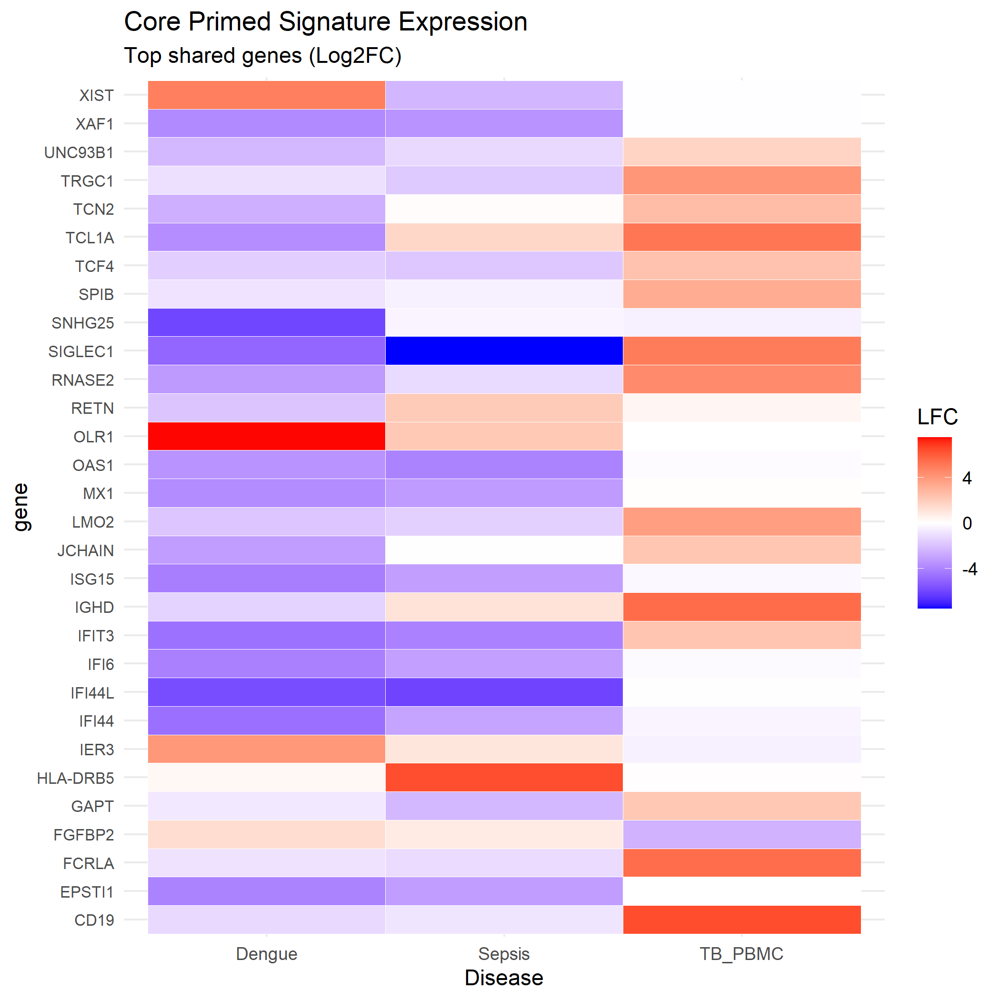 Core Primed Signature Expression
Top shared genes (Log2FC)
XIST
XAF1
UNC93B1
TRGC1
TCN2
TCL1A
TCF4
SPIB
SNHG25
SIGLEC1
RNASE2
RETN
OLR1
OAS1
MX1
LMO2
JCHAIN
ISG15
IGHD
IFIT3
IFI6
IFI44L
IFI44
IER3
HLA-DRB5
GAPT
FGFBP2
FCRLA
EPSTI1
CD19
gene
Dengue
Sepsis
TB_PBMC
Disease
LFC
4
0
-4